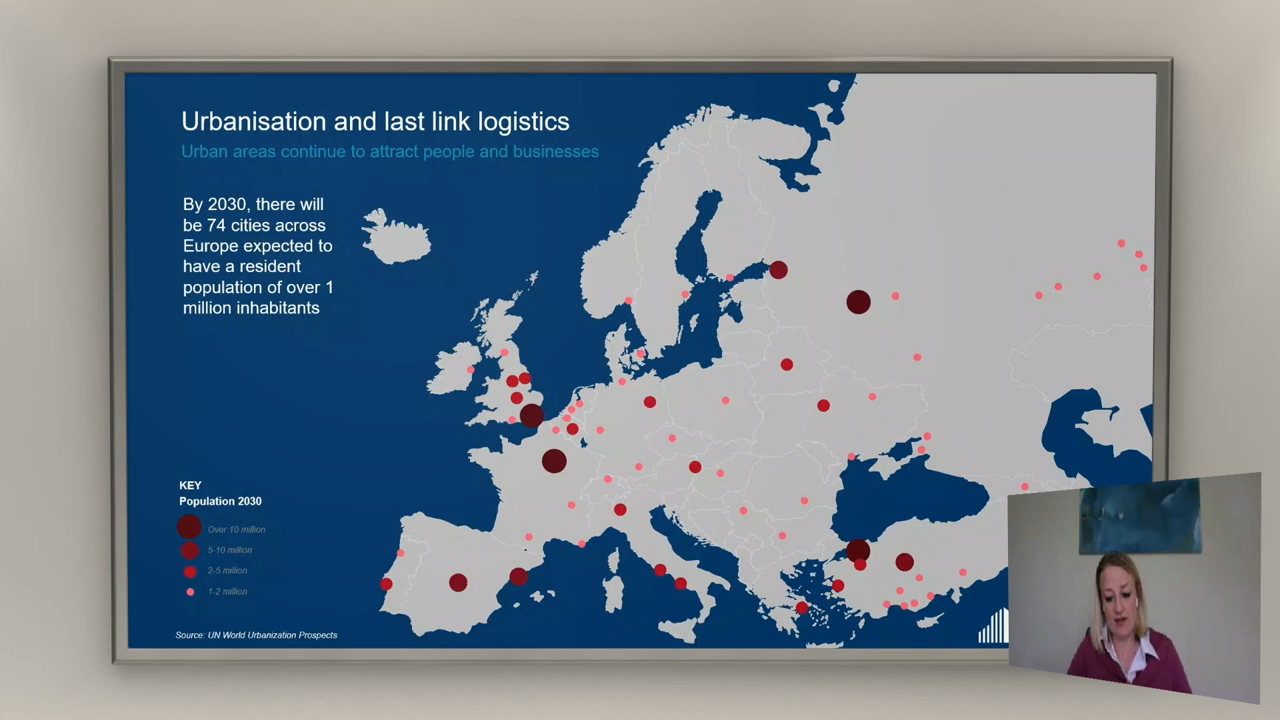 Urbanisation and last link logistics
Urban areas continue to attract people and businesses
By 2030, there will
be 74 cities across
Europe expected to
have a resident
population of over 1
million inhabitants
KEY
Population 2030
Over 10 million
5-10 million
2-5 million
1-2 million
Source: UN World Urbanization Prospects